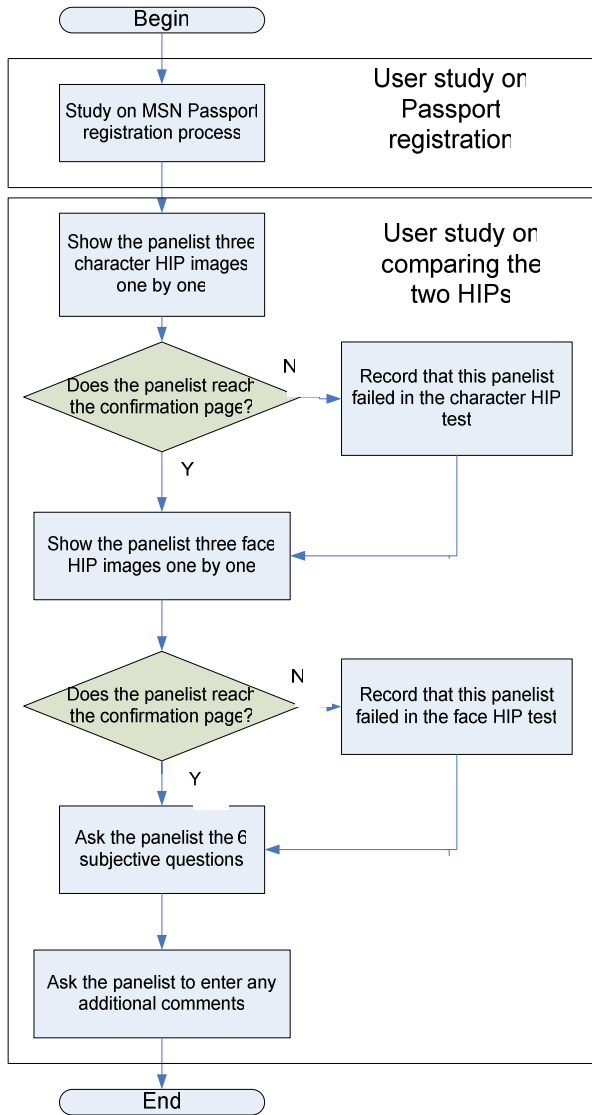 Begin
User study on
Passport
registration
Study on MSN Passport
registration process
User study on
comparing the
two HIPs
Show the panelist three
character HIP images
one by one
Does the panelist reach
the confirmation page?
N
Record that this panelist
failed in the character HIP
test
Y
Show the panelist three face
HIP images one by one
Does the panelist reach
the confirmation page?
N
Record that this panelist
failed in the face HIP test
Y
Ask the panelist the 6
subjective questions
Ask the panelist to enter any
additional comments
End